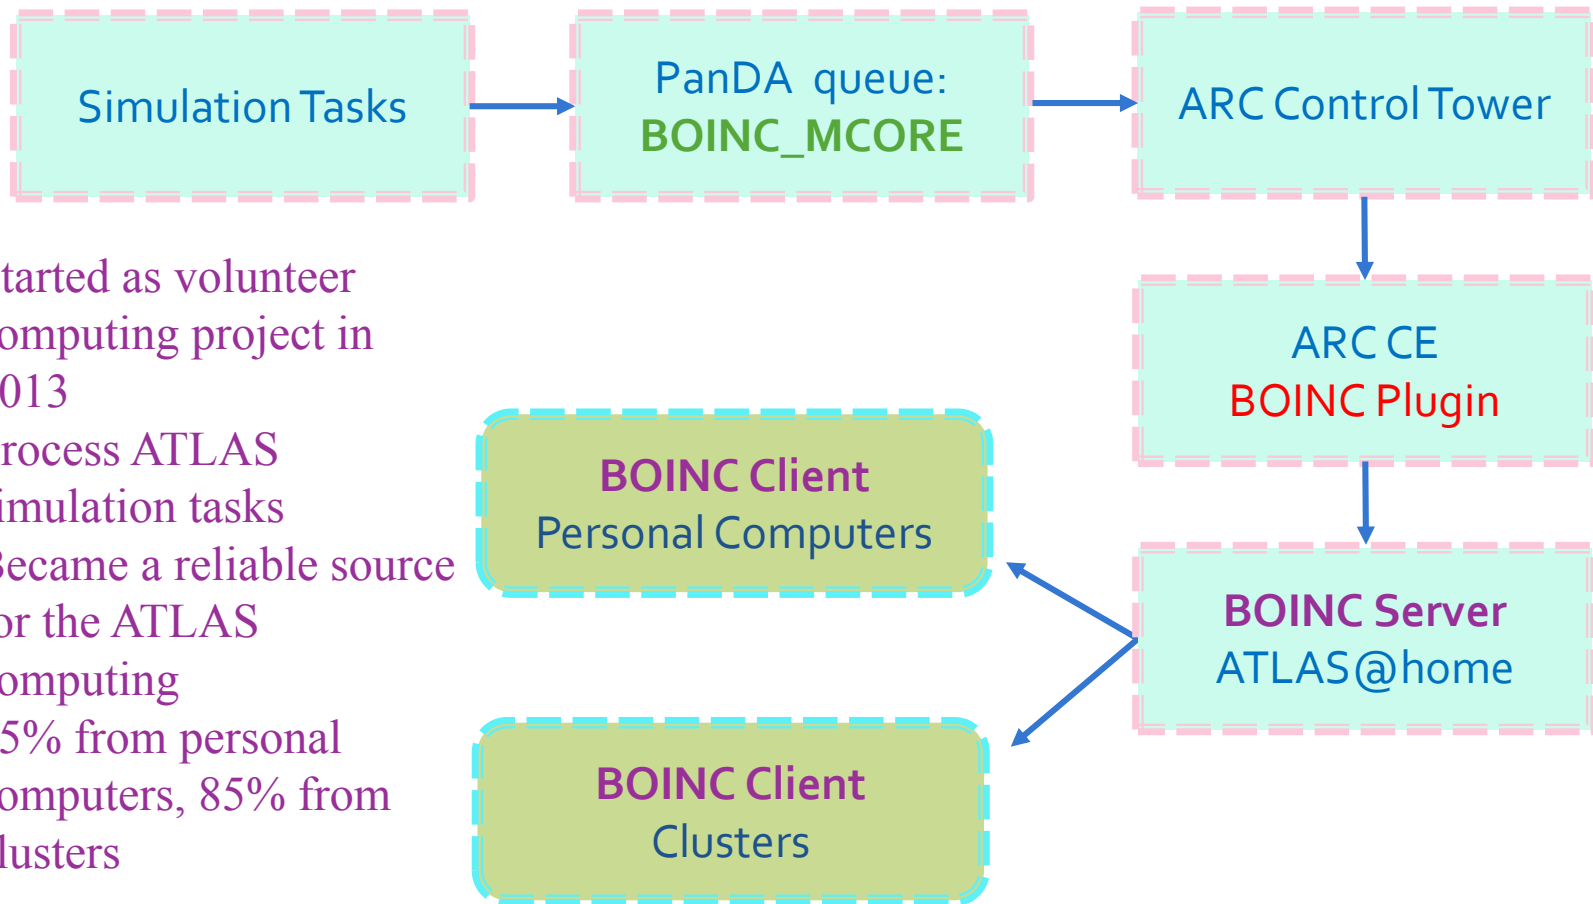 Simulation Tasks
PanDA queue:
BOINC_MCORE
ARC Control Tower
ARC CE
BOINC Plugin
BOINC Server
ATLAS@home
BOINC Client
Personal Computers
BOINC Client
Clusters
tarted as volunteer
omputing project in
013
rocess ATLAS
imulation tasks
Became a reliable source
or the ATLAS
omputing
5% from personal
omputers, 85% from
lusters